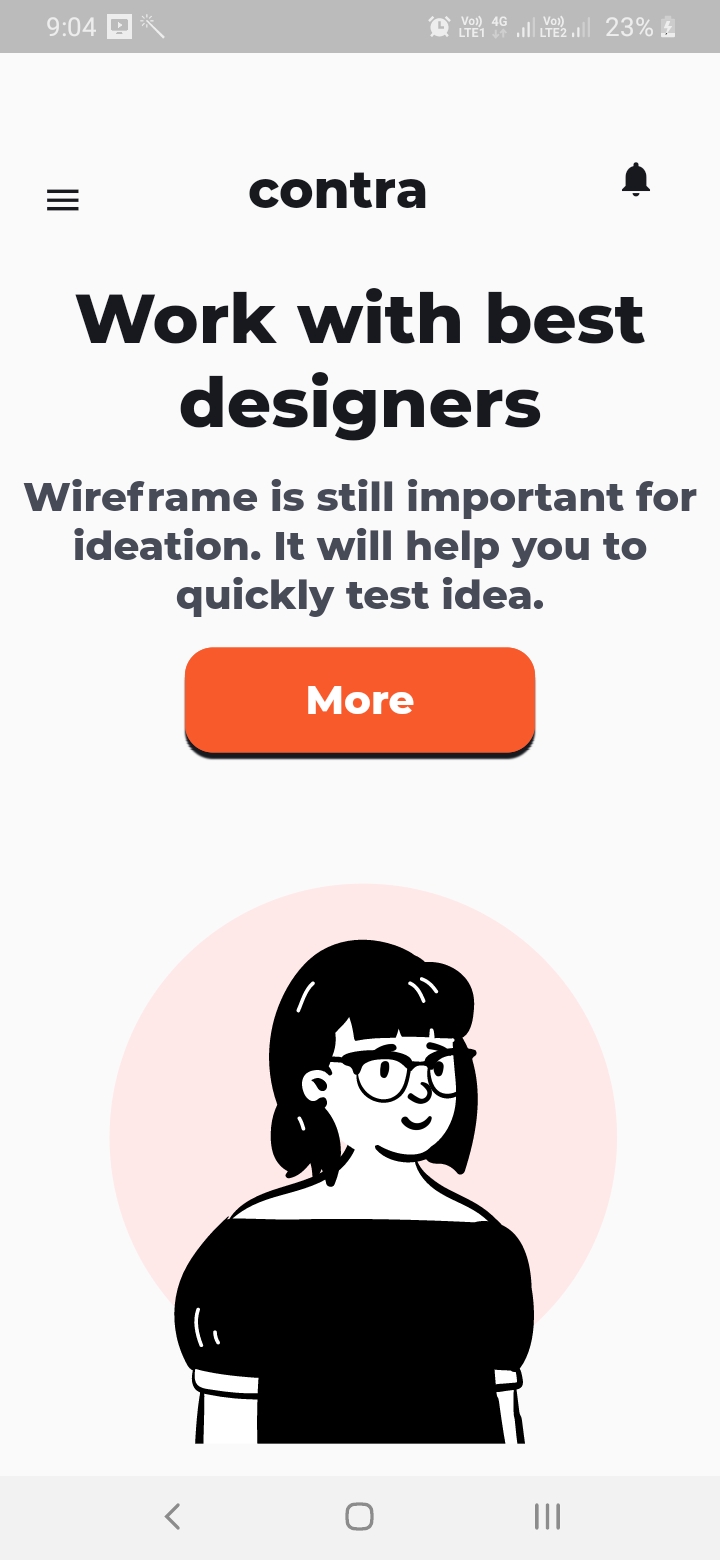 9:04 Vo) LTE1 4G Vo) LTE2 23%
contra
Work with best
designers
Wireframe is still important for
ideation. It will help you to
quickly test idea.
More